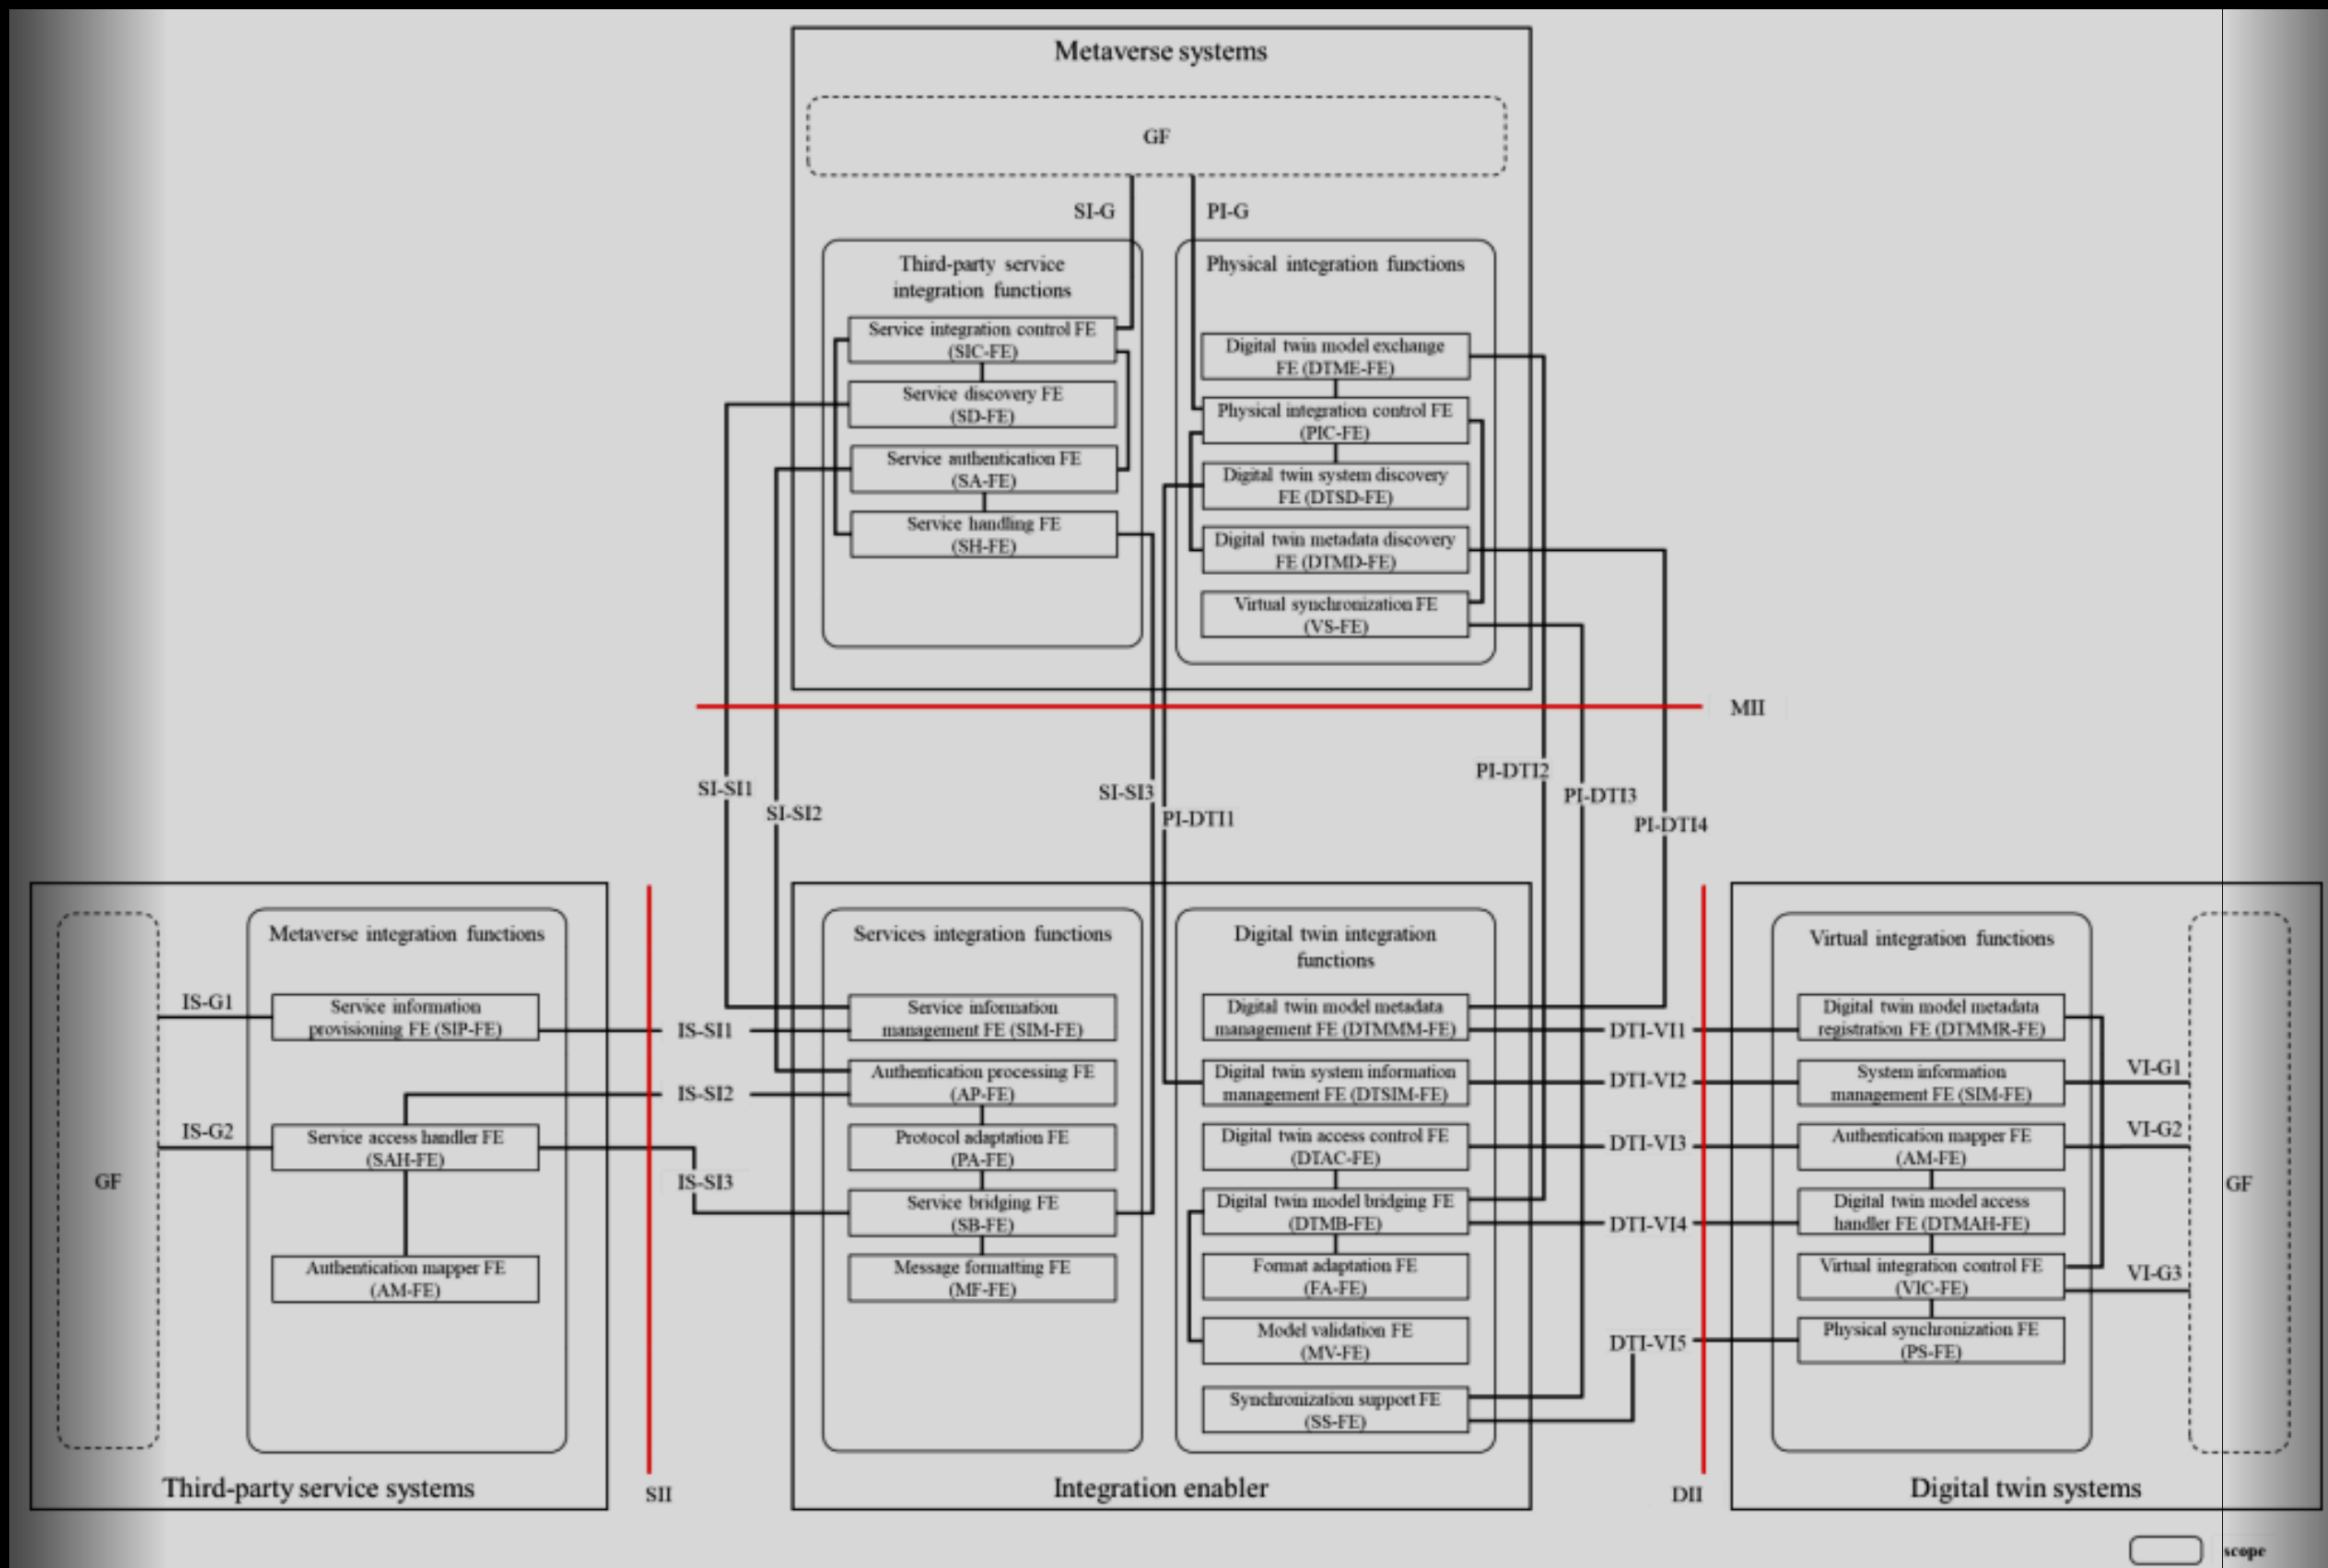 Metaverse systems
GF
SI-G
PI-G
Third-party service
integration functions
Service integration control FE
(SIC-FE)
Service discovery FE
(SD-FE)
Service authentication FE
(SA-FE)
Service handling FE
(SH-FE)
Physical integration functions
Digital twin model exchange
FE (DTME-FE)
Physical integration control FE
(PIC-FE)
Digital twin system discovery
FE (DTSD-FE)
Digital twin metadata discovery
FE (DTMD-FE)
Virtual synchronization FE
(VS-FE)
MII
SI-SI1
SI-SI2
SI-SI3
PI-DTI1
PI-DTI2
PI-DTI3
PI-DTI4
GF
IS-G1
IS-G2
Metaverse integration functions
Service information
provisioning FE (SIP-FE)
Service access handler FE
(SAH-FE)
Authentication mapper FE
(AM-FE)
Third-party service systems
IS-SI1
IS-SI2
IS-SI3
SII
Services integration functions
Service information
management FE (SIM-FE)
Authentication processing FE
(AP-FE)
Protocol adaptation FE
(PA-FE)
Service bridging FE
(SB-FE)
Message formatting FE
(MF-FE)
Digital twin integration
functions
Digital twin model metadata
management FE (DTMMM-FE)
Digital twin system information
management FE (DTSIM-FE)
Digital twin access control FE
(DTAC-FE)
Digital twin model bridging FE
(DTMB-FE)
Format adaptation FE
(FA-FE)
Model validation FE
(MV-FE)
Synchronization support FE
(SS-FE)
Integration enabler
DTI-VI1
DTI-VI2
DTI-VI3
DTI-VI4
DTI-VI5
DII
Virtual integration functions
Digital twin model metadata
registration FE (DTMMR-FE)
System information
management FE (SIM-FE)
Authentication mapper FE
(AM-FE)
Digital twin model access
handler FE (DTMAH-FE)
Virtual integration control FE
(VIC-FE)
Physical synchronization FE
(PS-FE)
VI-G1
VI-G2
VI-G3
GF
Digital twin systems
scope